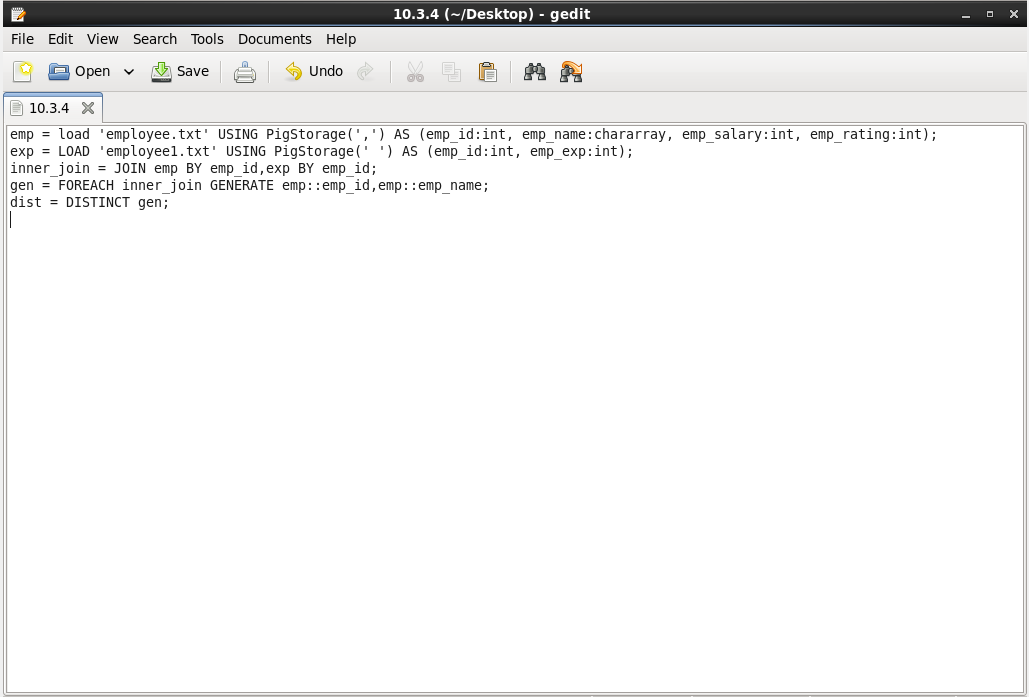 10.3.4 (~/Desktop) - gedit
File Edit View Search Tools Documents Help
Open Save Undo
10.3.4
emp = load 'employee.txt' USING PigStorage(',') AS (emp_id:int, emp_name:chararray, emp_salary:int, emp_rating:int);
exp = LOAD 'employee1.txt' USING PigStorage(' ') AS (emp_id:int, emp_exp:int);
inner_join = JOIN emp BY emp_id,exp BY emp_id;
gen = FOREACH inner_join GENERATE emp::emp_id,emp::emp_name;
dist = DISTINCT gen;